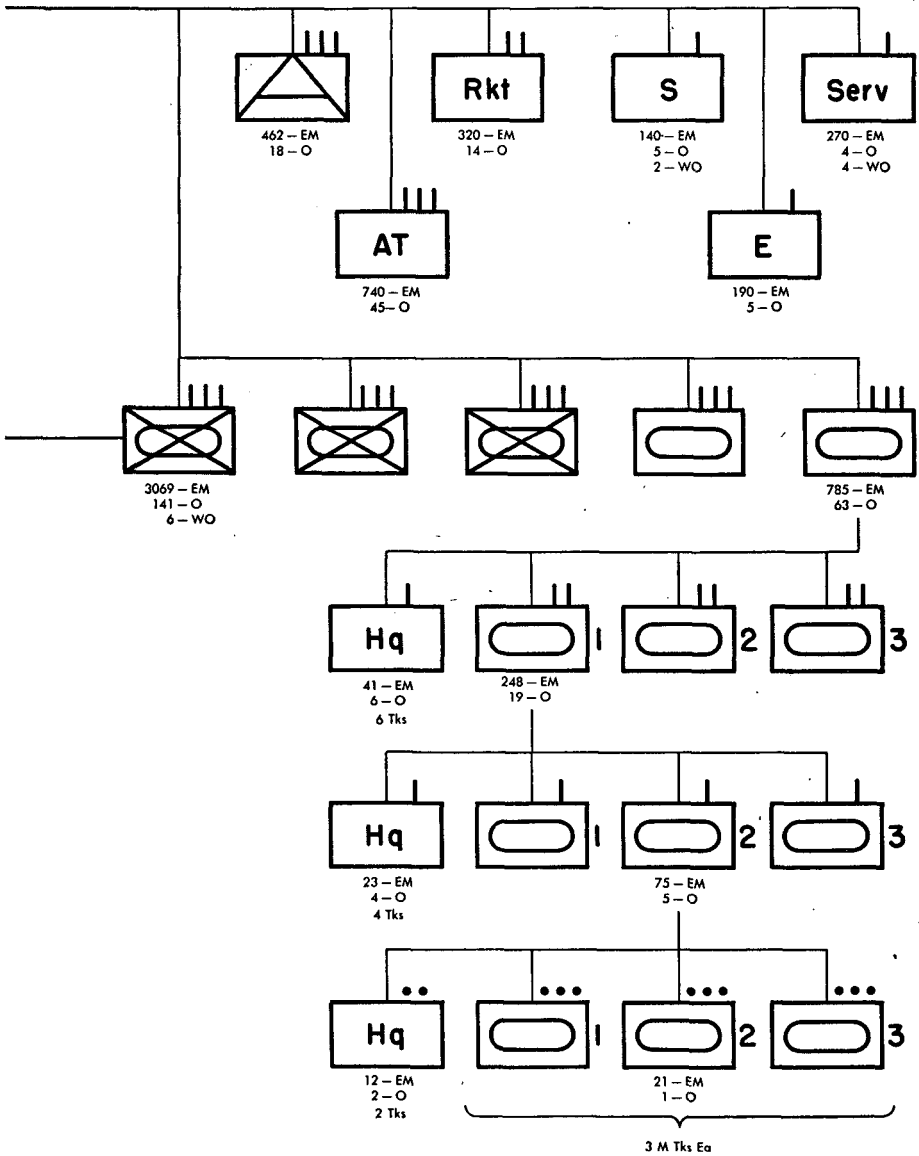 Rkt
S
Serv
462 – EM
18 – O
320 – EM
14 – O
140 – EM
5 – O
2 – WO
270 – EM
4 – O
4 – WO
AT
E
740 – EM
45 – O
190 – EM
5 – O
3069 – EM
141 – O
6 – WO
785 – EM
63 – O
Hq
1
2
3
41 – EM
6 – O
6 Tks
248 – EM
19 – O
Hq
1
2
3
23 – EM
4 – O
4 Tks
75 – EM
5 – O
Hq
1
2
3
12 – EM
2 – O
2 Tks
21 – EM
1 – O
3 M Tks Ea